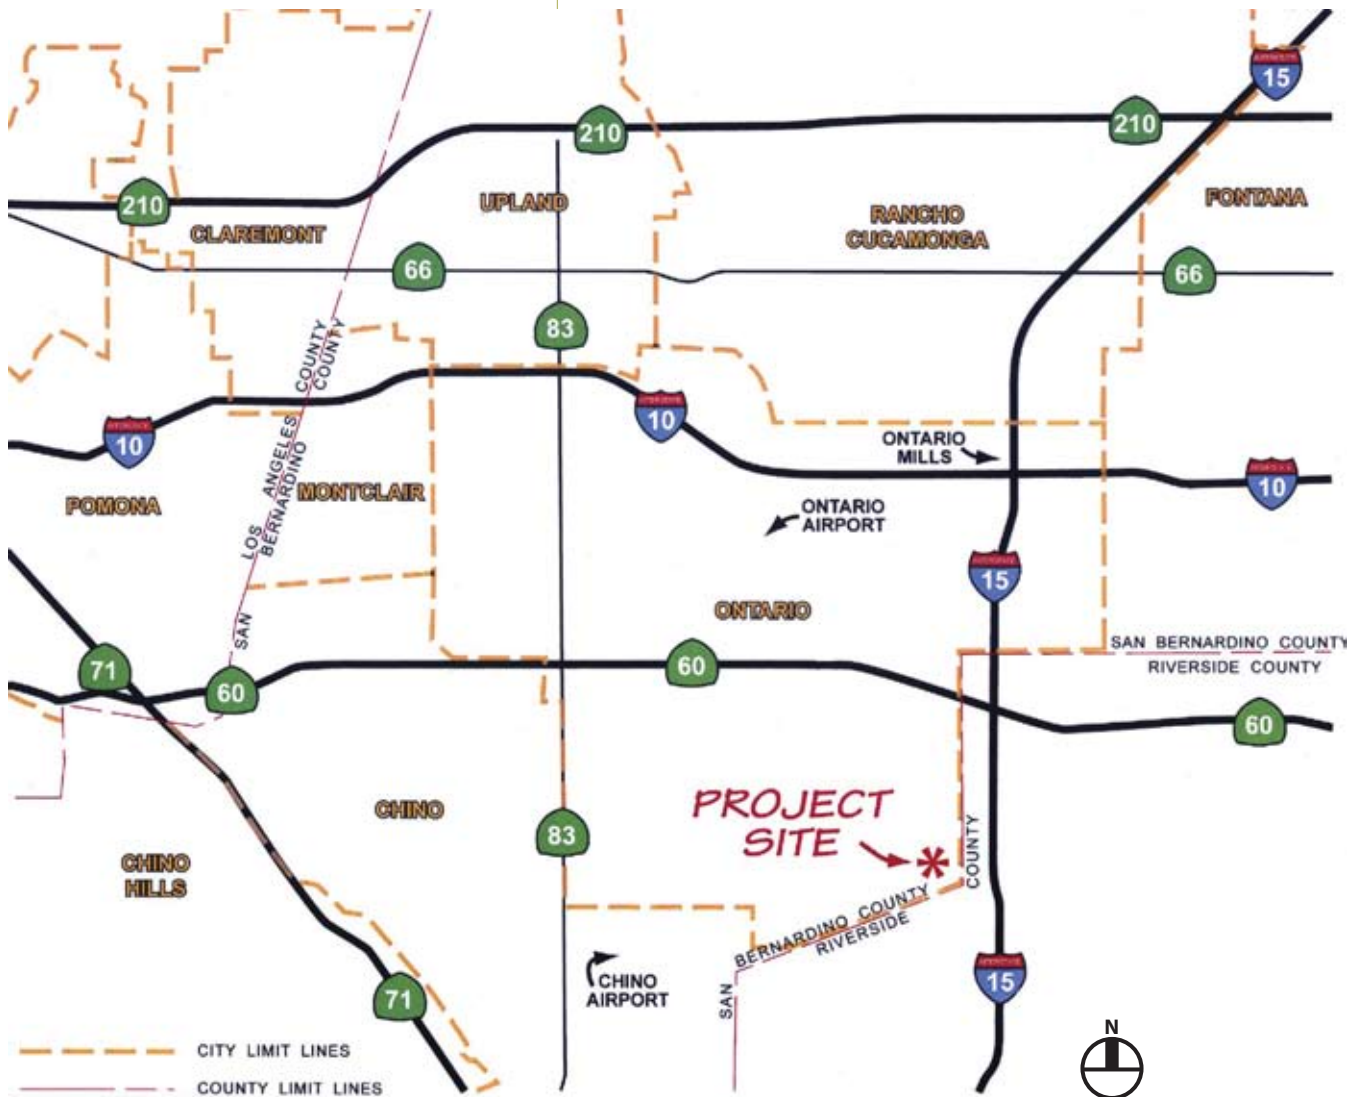 15
210
210
210
UPLAND
FONTANA
CLAREMONT
RANCHO
CUCAMONGA
66
66
83
COUNTY
COUNTY
10
10
LOS ANGELES
SAN BERNARDINO
ONTARIO
MILLS
10
POMONA
MONTCLAIR
ONTARIO
AIRPORT
15
ONTARIO
SAN BERNARDINO COUNTY
RIVERSIDE COUNTY
71
60
60
60
PROJECT
SITE
CHINO
83
CHINO
HILLS
COUNTY
SAN BERNARDINO COUNTY
RIVERSIDE
CHINO
AIRPORT
71
15
N
CITY LIMIT LINES
COUNTY LIMIT LINES